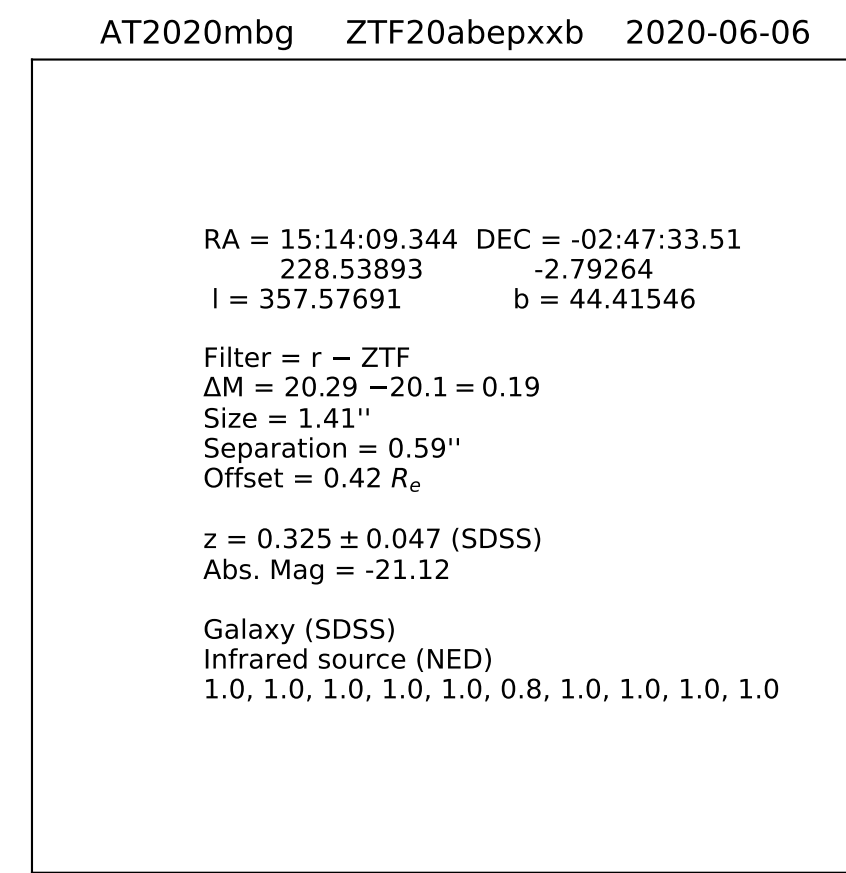 AT2020mbg ZTF20abepxxb 2020-06-06
RA = 15:14:09.344 DEC = -02:47:33.51
228.53893 -2.79264
l = 357.57691 b = 44.41546
Filter = r − ZTF
ΔM = 20.29 −20.1 = 0.19
Size = 1.41''
Separation = 0.59''
Offset = 0.42 Re
z = 0.325 ± 0.047 (SDSS)
Abs. Mag = -21.12
Galaxy (SDSS)
Infrared source (NED)
1.0, 1.0, 1.0, 1.0, 1.0, 0.8, 1.0, 1.0, 1.0, 1.0